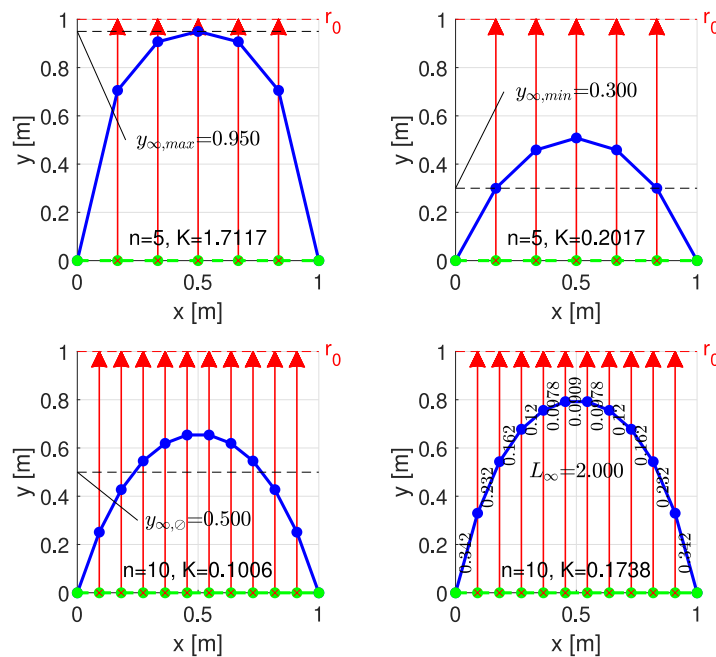 r₀
1
0.8
0.6
0.4
0.2
0
y [m]
y∞,max=0.950
n=5, K=1.7117
0 0.5 1
x [m]
r₀
1
0.8
0.6
0.4
0.2
0
y [m]
y∞,min=0.300
n=5, K=0.2017
0 0.5 1
x [m]
r₀
1
0.8
0.6
0.4
0.2
0
y [m]
y∞,∅=0.500
n=10, K=0.1006
0 0.5 1
x [m]
r₀
1
0.8
0.6
0.4
0.2
0
y [m]
0.342
0.232
0.162
0.12
0.0978
0.0909
0.0978
0.12
0.162
0.232
0.342
L∞=2.000
n=10, K=0.1738
0 0.5 1
x [m]